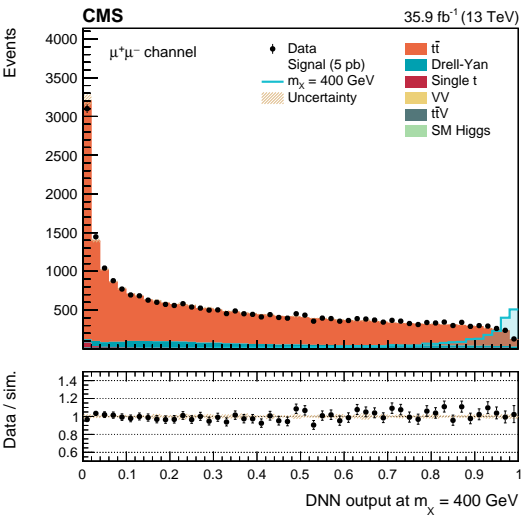 CMS
35.9 fb⁻¹ (13 TeV)
Events
μ⁺μ⁻ channel
Data
Signal (5 pb)
m_X = 400 GeV
Uncertainty
tt̄
Drell-Yan
Single t
VV
tt̄V
SM Higgs
4000
3500
3000
2500
2000
1500
1000
500
Data / sim.
1.4
1.2
1
0.8
0.6
0 0.1 0.2 0.3 0.4 0.5 0.6 0.7 0.8 0.9 1
DNN output at m_X = 400 GeV